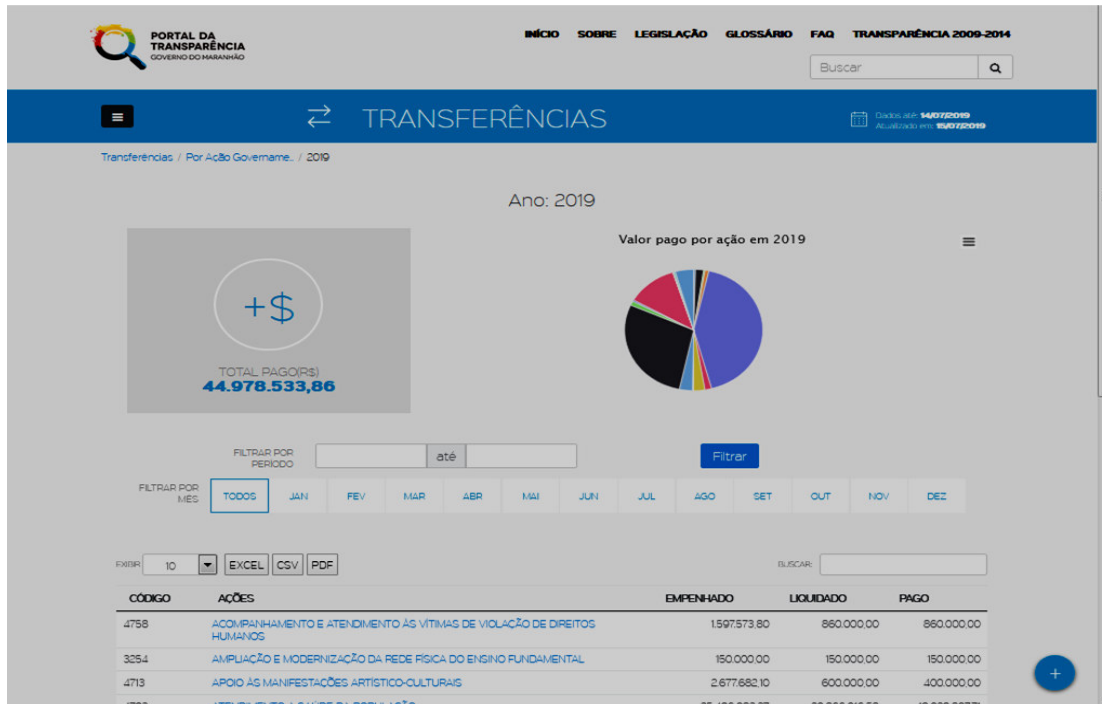 PORTAL DA
TRANSPARÊNCIA
GOVERNO DO MARANHÃO
INÍCIO SOBRE LEGISLAÇÃO GLOSSÁRIO FAQ TRANSPARÊNCIA 2009-2014
Buscar
TRANSFERÊNCIAS
Dados até: 14/07/2019
Atualizado em: 15/07/2019
Transferências / Por Ação Govername.. / 2019
Ano: 2019
Valor pago por ação em 2019
+$
TOTAL PAGO(R$)
44.978.533,86
FILTRAR POR
PERÍODO
até
Filtrar
FILTRAR POR
MÊS
TODOS JAN FEV MAR ABR MAI JUN JUL AGO SET OUT NOV DEZ
EXIBIR 10 EXCEL CSV PDF BUSCAR:
CÓDIGO AÇÕES EMPENHADO LIQUIDADO PAGO
4758 ACOMPANHAMENTO E ATENDIMENTO ÀS VÍTIMAS DE VIOLAÇÃO DE DIREITOS 1.597.573,80 860.000,00 860.000,00
HUMANOS
3254 AMPLIAÇÃO E MODERNIZAÇÃO DA REDE FÍSICA DO ENSINO FUNDAMENTAL 150.000,00 150.000,00 150.000,00
4713 APOIO ÀS MANIFESTAÇÕES ARTÍSTICO-CULTURAIS 2.677.682,10 600.000,00 400.000,00
+